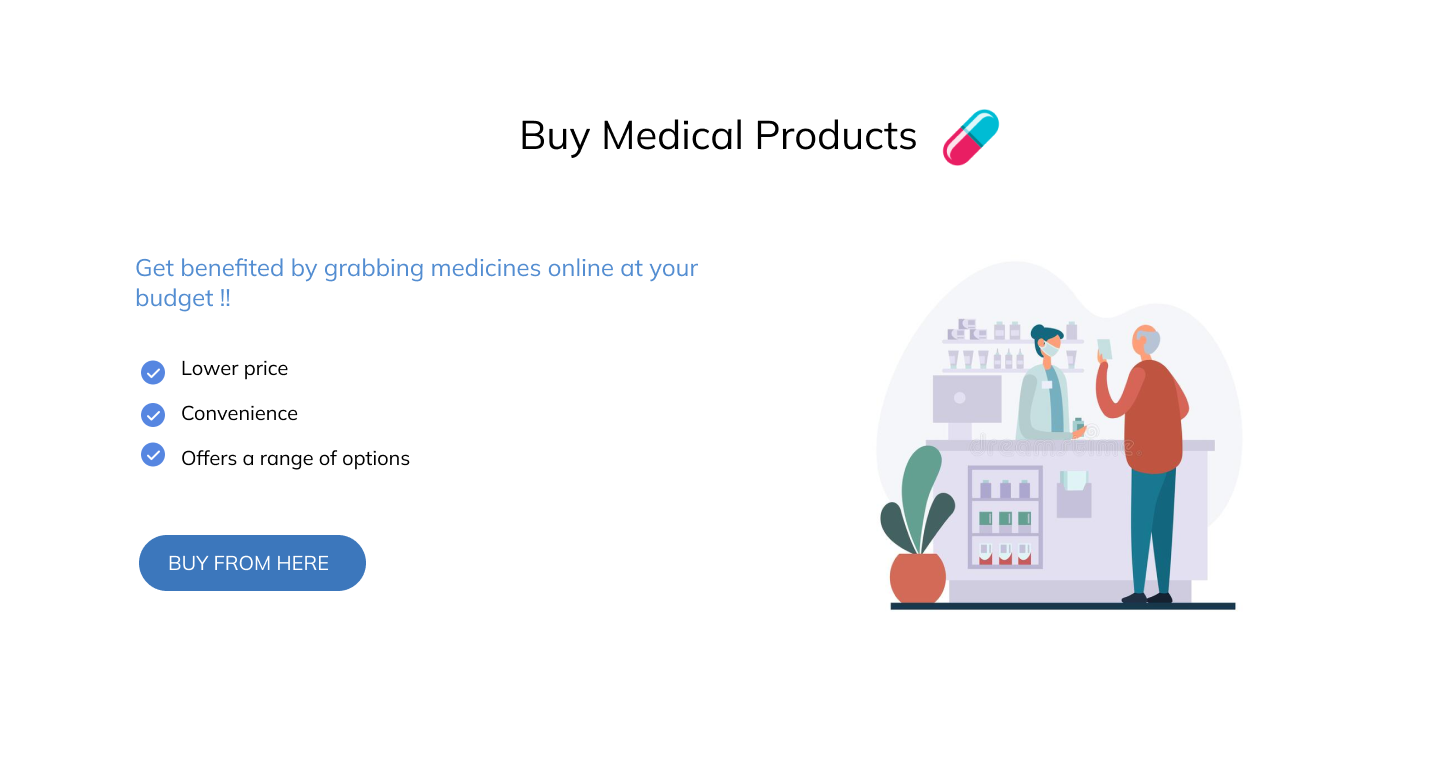 Buy Medical Products
Get benefited by grabbing medicines online at your
budget !!
Lower price
Convenience
Offers a range of options
BUY FROM HERE
dreamstime.